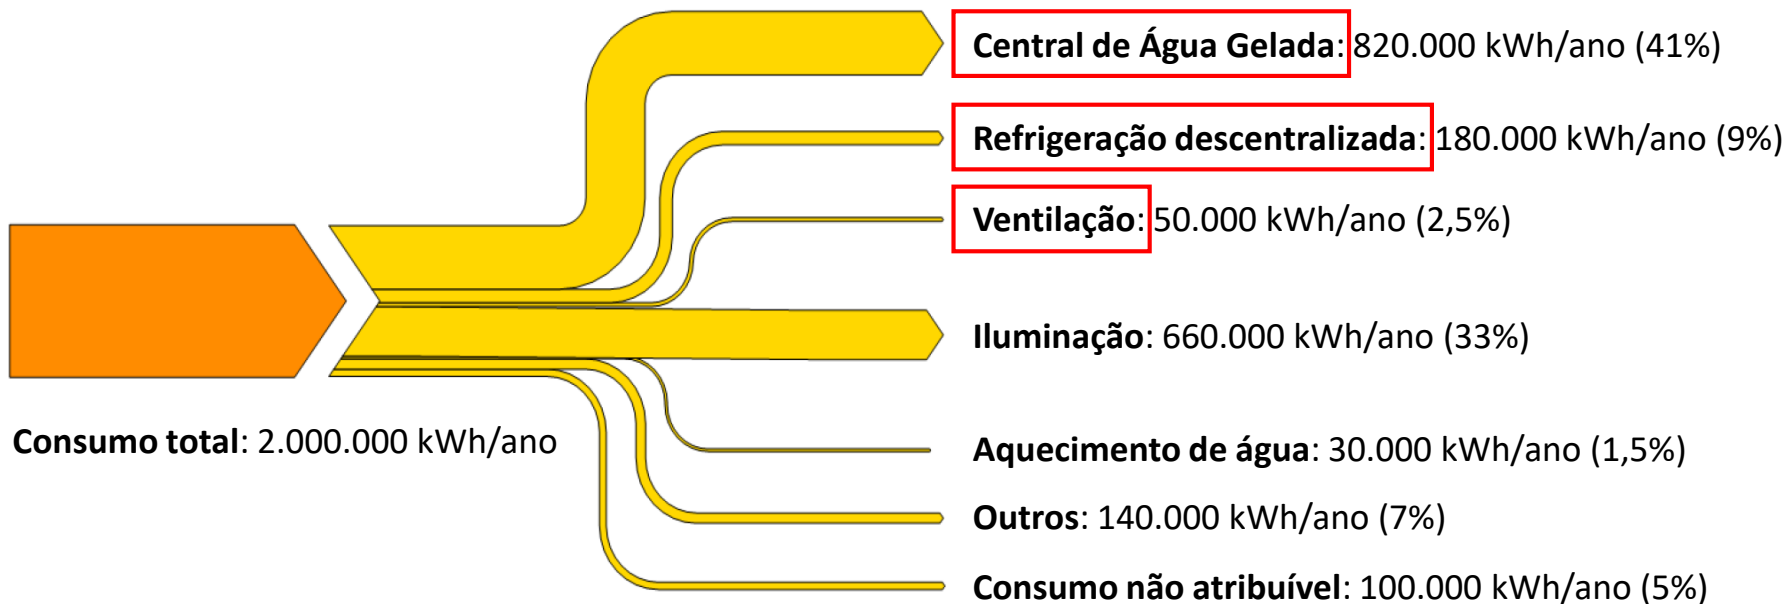 Central de Água Gelada: 820.000 kWh/ano (41%)
Refrigeração descentralizada: 180.000 kWh/ano (9%)
Ventilação: 50.000 kWh/ano (2,5%)
Iluminação: 660.000 kWh/ano (33%)
Consumo total: 2.000.000 kWh/ano
Aquecimento de água: 30.000 kWh/ano (1,5%)
Outros: 140.000 kWh/ano (7%)
Consumo não atribuível: 100.000 kWh/ano (5%)